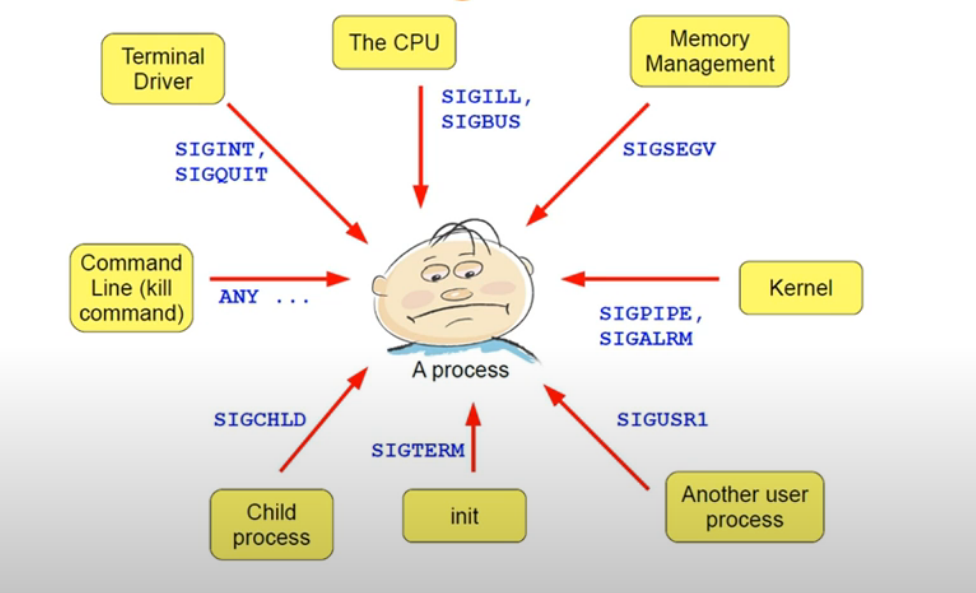 Terminal
Driver
The CPU
Memory
Management
SIGILL,
SIGBUS
SIGINT,
SIGQUIT
SIGSEGV
Command
Line (kill
command)
ANY ...
Kernel
SIGPIPE,
SIGALRM
A process
SIGCHLD
SIGTERM
SIGUSR1
Child
process
init
Another user
process